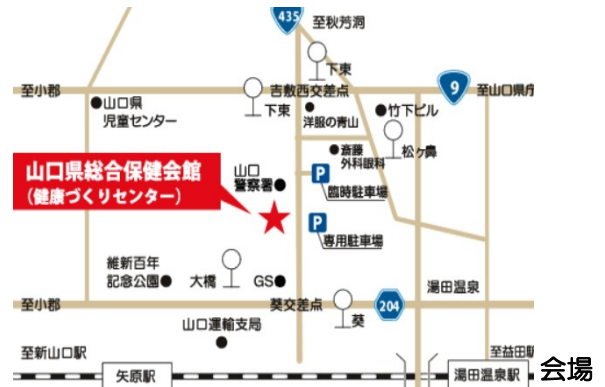 435
至秋芳洞
下東
至小郡
吉敷西交差点
9
至山口県庁
山口県
児童センター
下東
洋服の青山
竹下ビル
斎藤
外科眼科
松ヶ鼻
山口県総合保健会館
(健康づくりセンター)
山口
警察署
P
臨時駐車場
P
専用駐車場
維新百年
記念公園
大橋
GS
湯田温泉
至小郡
葵交差点
204
葵
山口運輸支局
至新山口駅
至益田駅
矢原駅
湯田温泉駅
会場